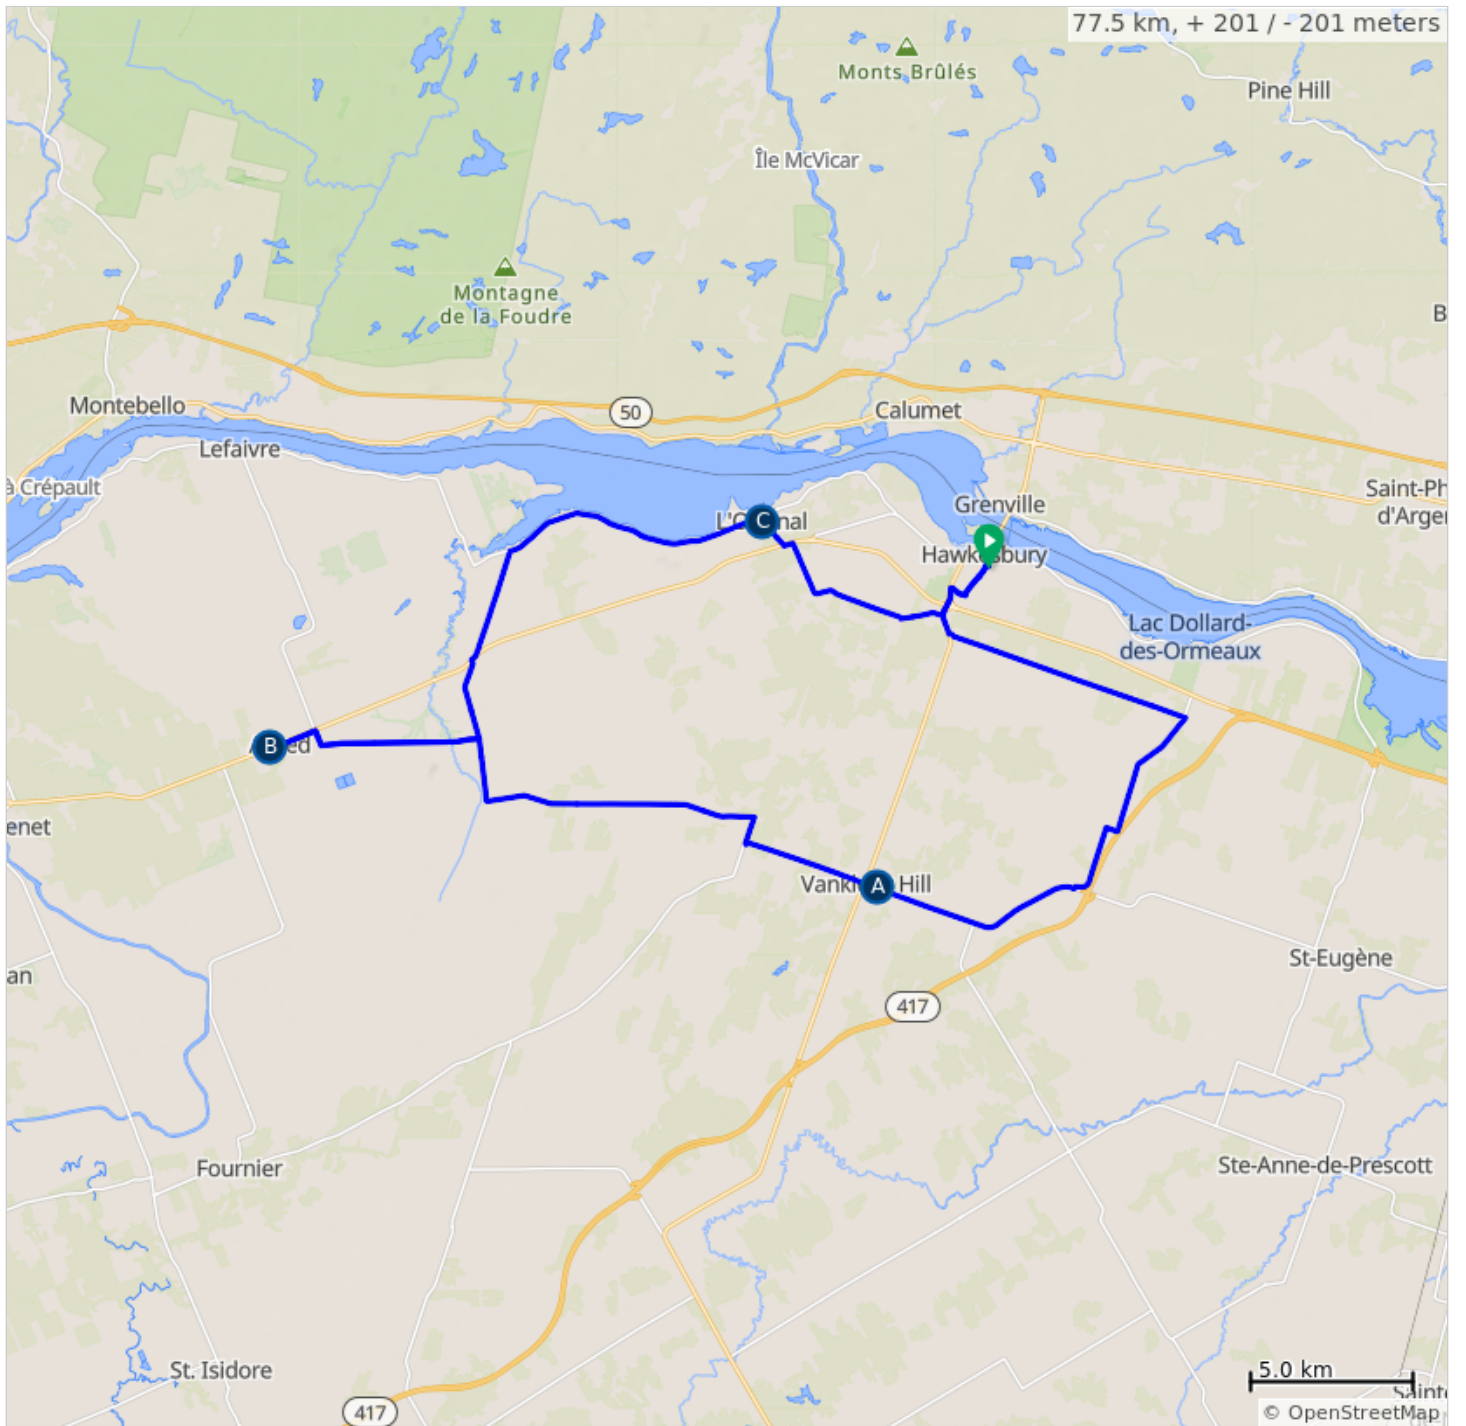 77.5 km, + 201 / - 201 meters
Monts Brûlés
Pine Hill
Île McVicar
Montagne
de la Foudre
B
50
Montebello
Calumet
Lefaivre
à Crépault
Saint-Ph
d'Argen
Grenville
C
Hawkesbury
Lac Dollard-
des-Ormeaux
B
enet
A
Hill
St-Eugène
an
417
Fournier
Ste-Anne-de-Prescott
St. Isidore
5.0 km
417
© OpenStreetMap